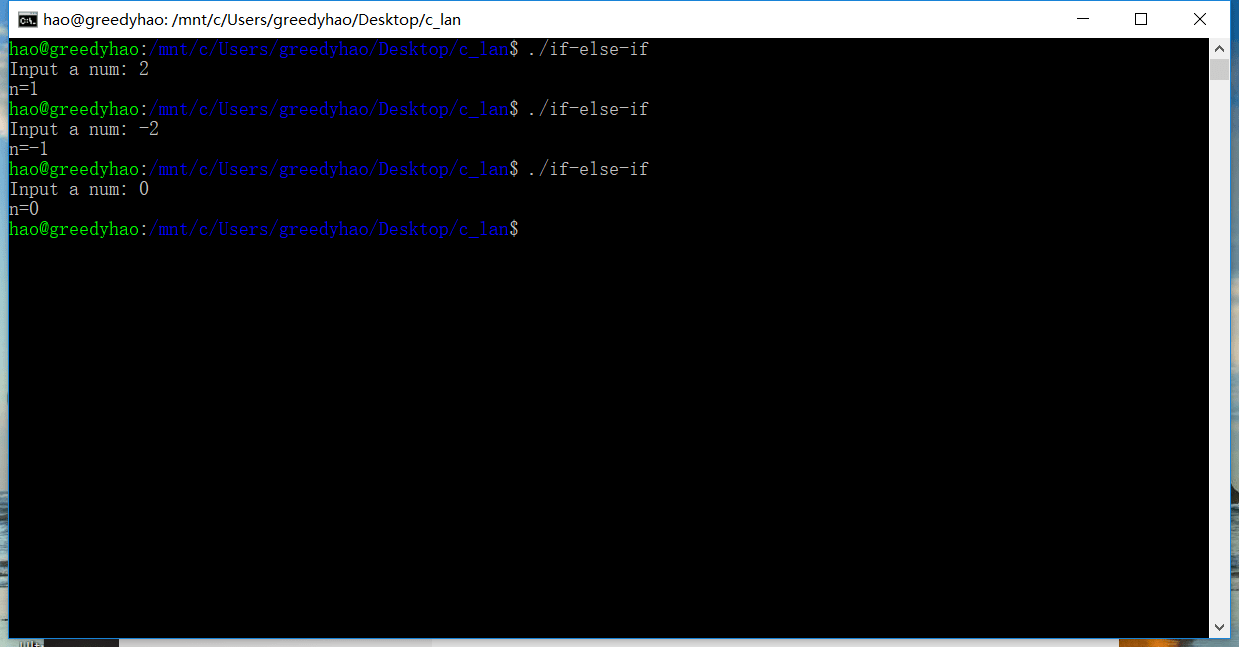 hao@greedyhao: /mnt/c/Users/greedyhao/Desktop/c_lan
hao@greedyhao:/mnt/c/Users/greedyhao/Desktop/c_lan$ ./if-else-if
Input a num: 2
n=1
hao@greedyhao:/mnt/c/Users/greedyhao/Desktop/c_lan$ ./if-else-if
Input a num: -2
n=-1
hao@greedyhao:/mnt/c/Users/greedyhao/Desktop/c_lan$ ./if-else-if
Input a num: 0
n=0
hao@greedyhao:/mnt/c/Users/greedyhao/Desktop/c_lan$